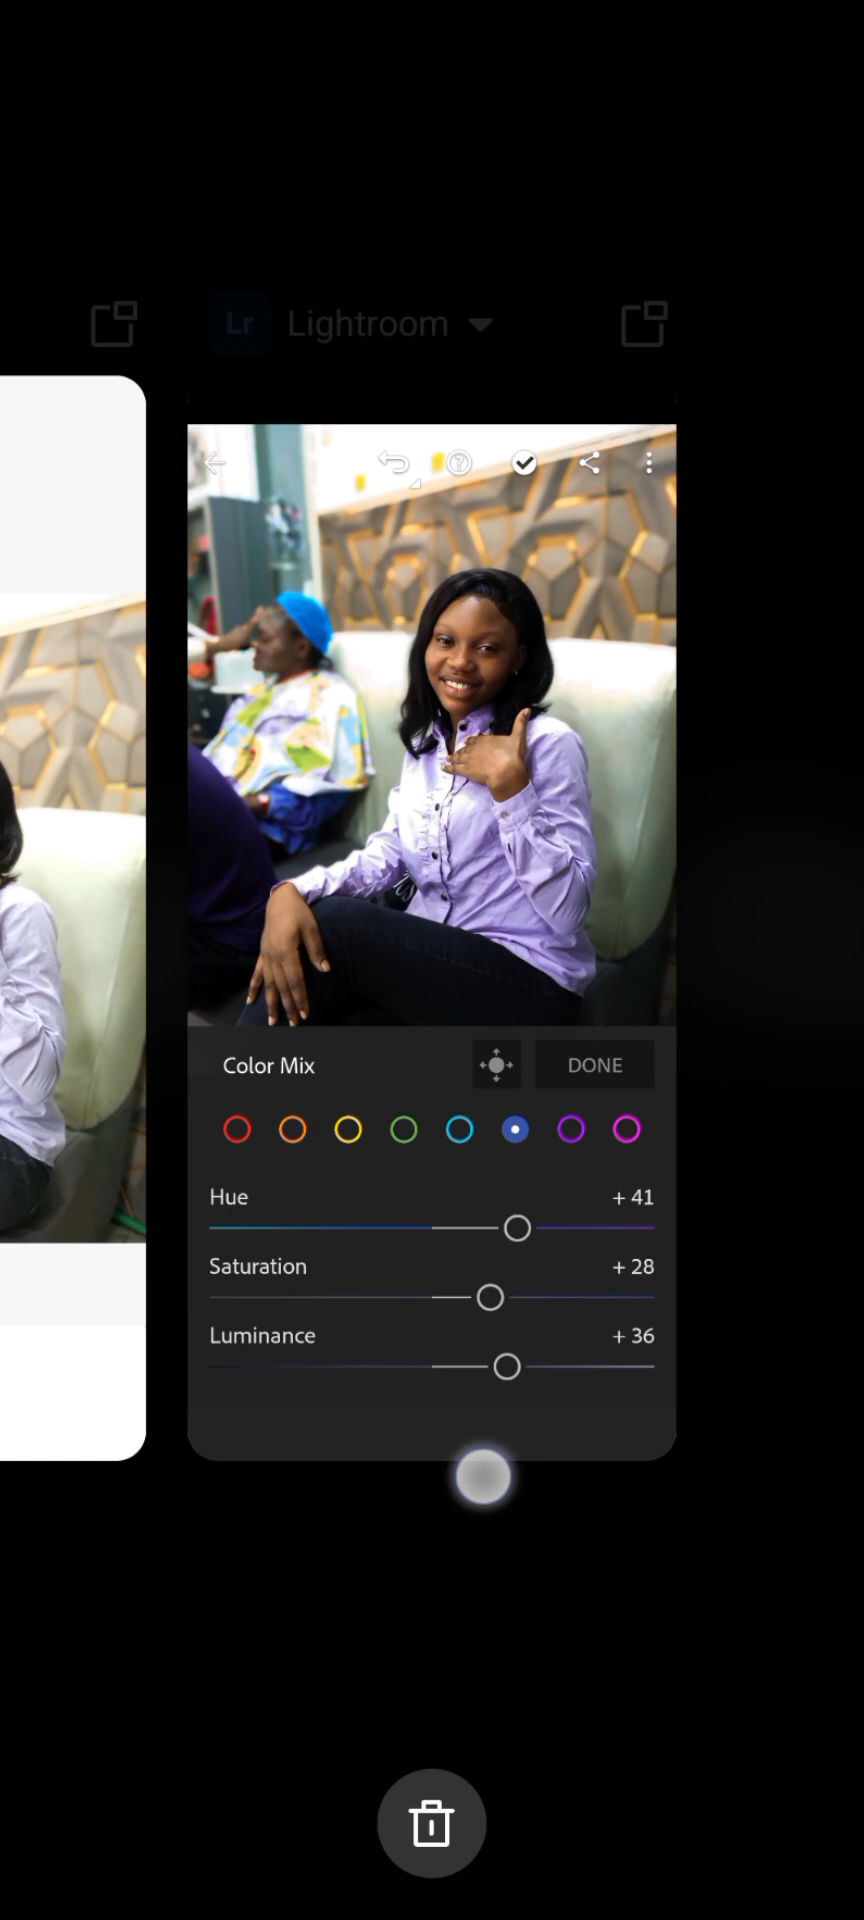 Lr Lightroom
Color Mix
DONE
Hue
+ 41
Saturation
+ 28
Luminance
+ 36